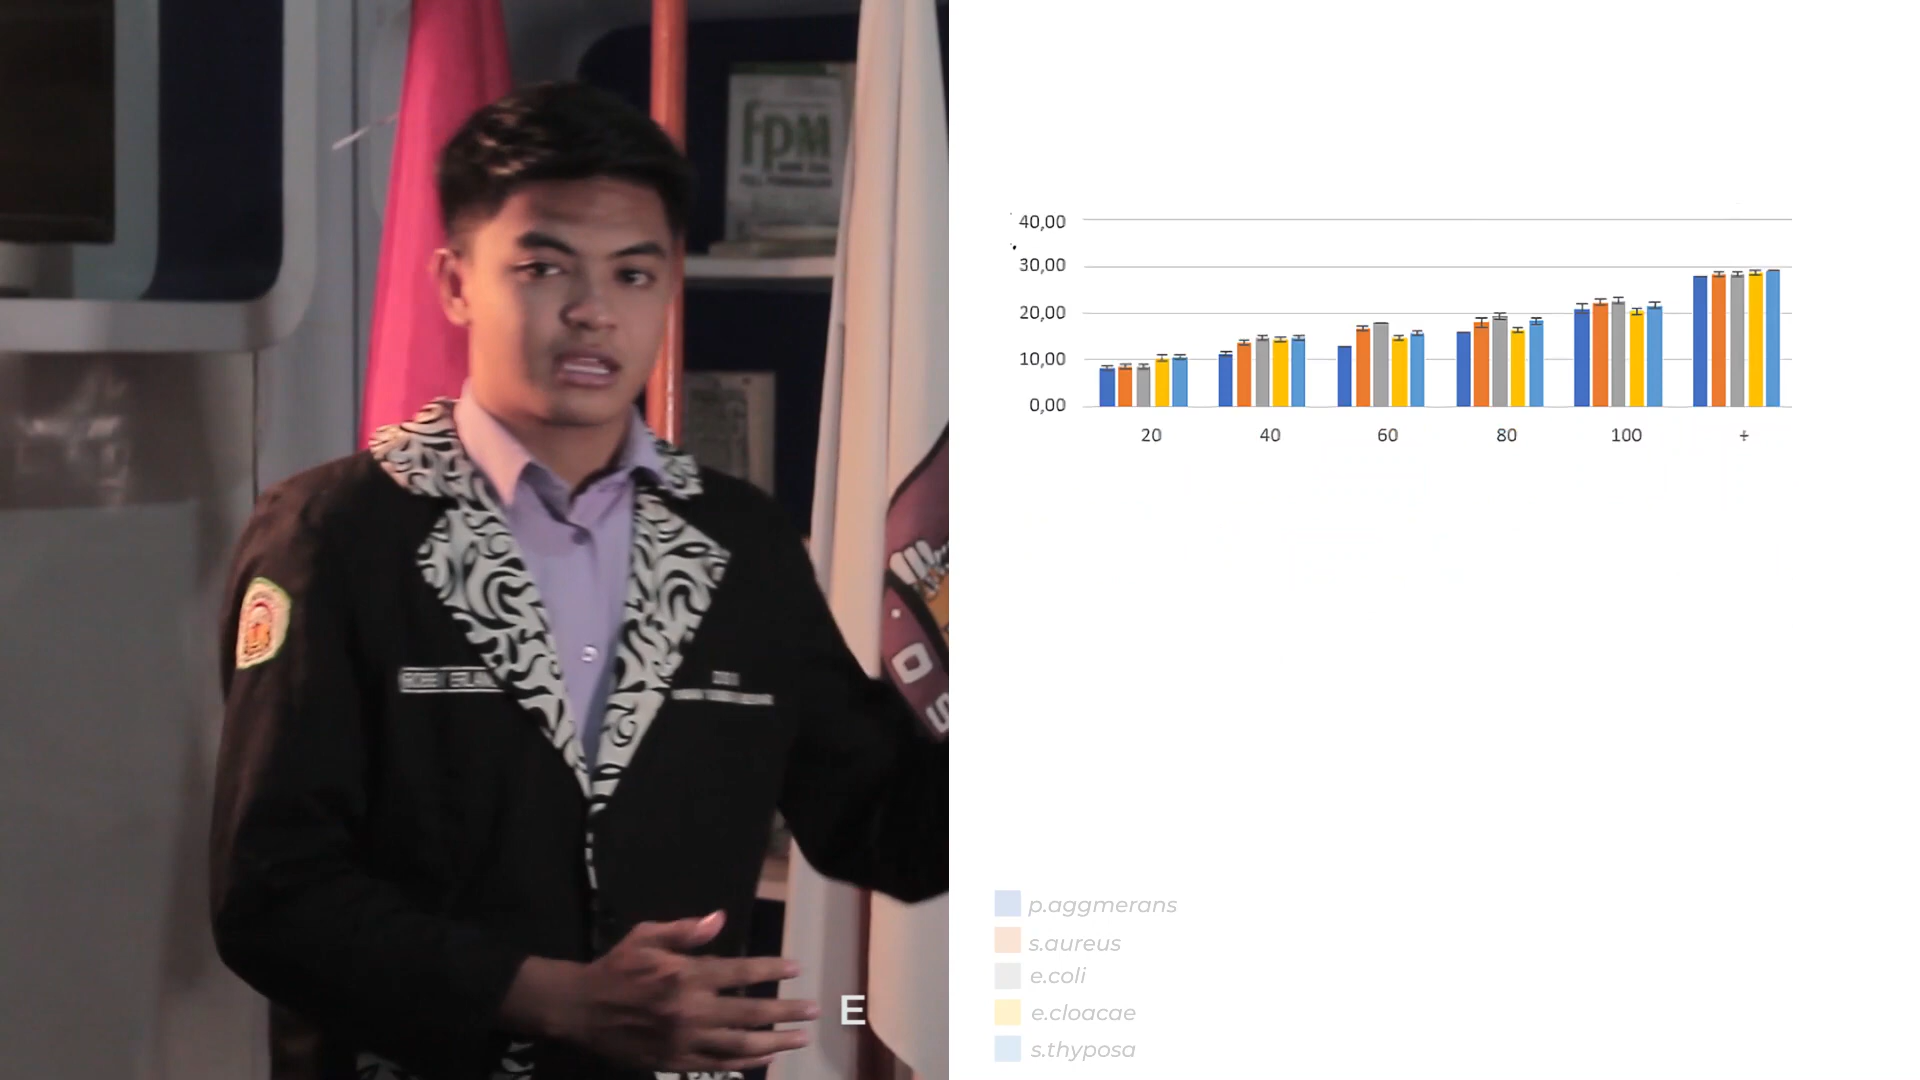 fpm
E
40,00
30,00
20,00
10,00
0,00
20 40 60 80 100 +
p.aggmerans
s.aureus
e.coli
e.cloacae
s.thyposa